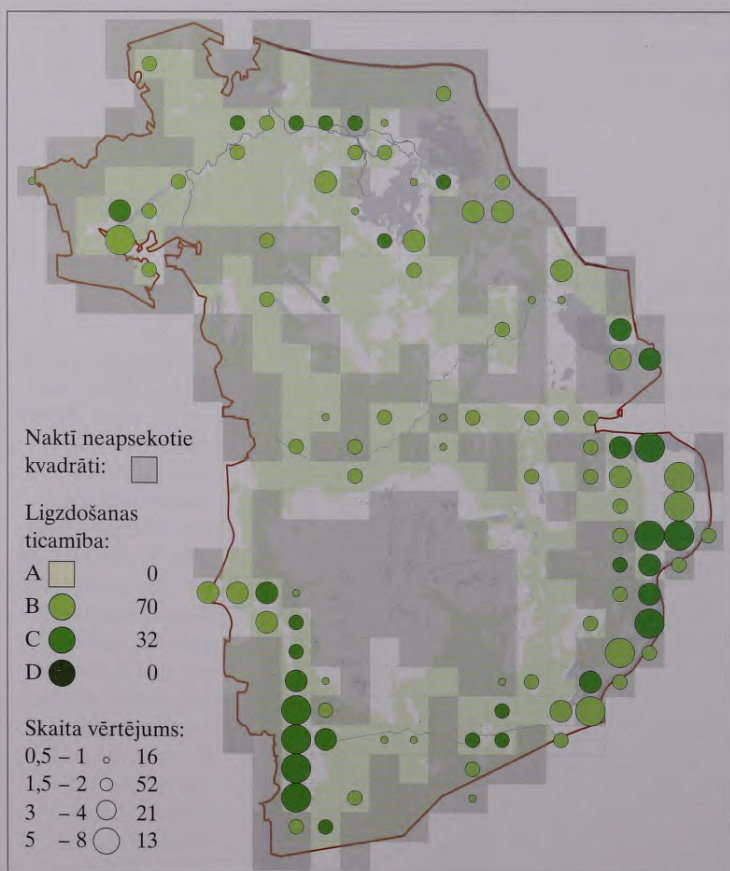 Naktī neapsekotie
kvadrāti:
Ligzdošanas
ticamība:
A 0
B 70
C 32
D 0
Skaita vērtējums:
0,5 – 1 16
1,5 – 2 52
3 – 4 21
5 – 8 13